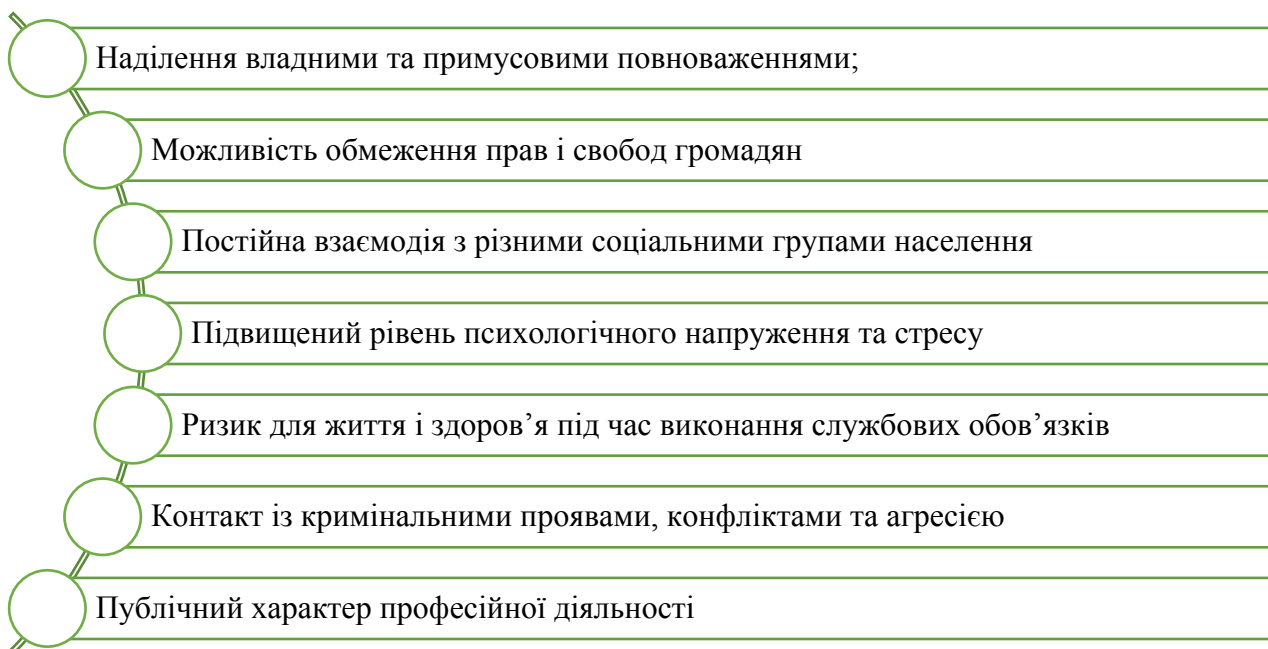 Наділення владними та примусовими повноваженнями;
Можливість обмеження прав і свобод громадян
Постійна взаємодія з різними соціальними групами населення
Підвищений рівень психологічного напруження та стресу
Ризик для життя і здоров’я під час виконання службових обов’язків
Контакт із кримінальними проявами, конфліктами та агресією
Публічний характер професійної діяльності